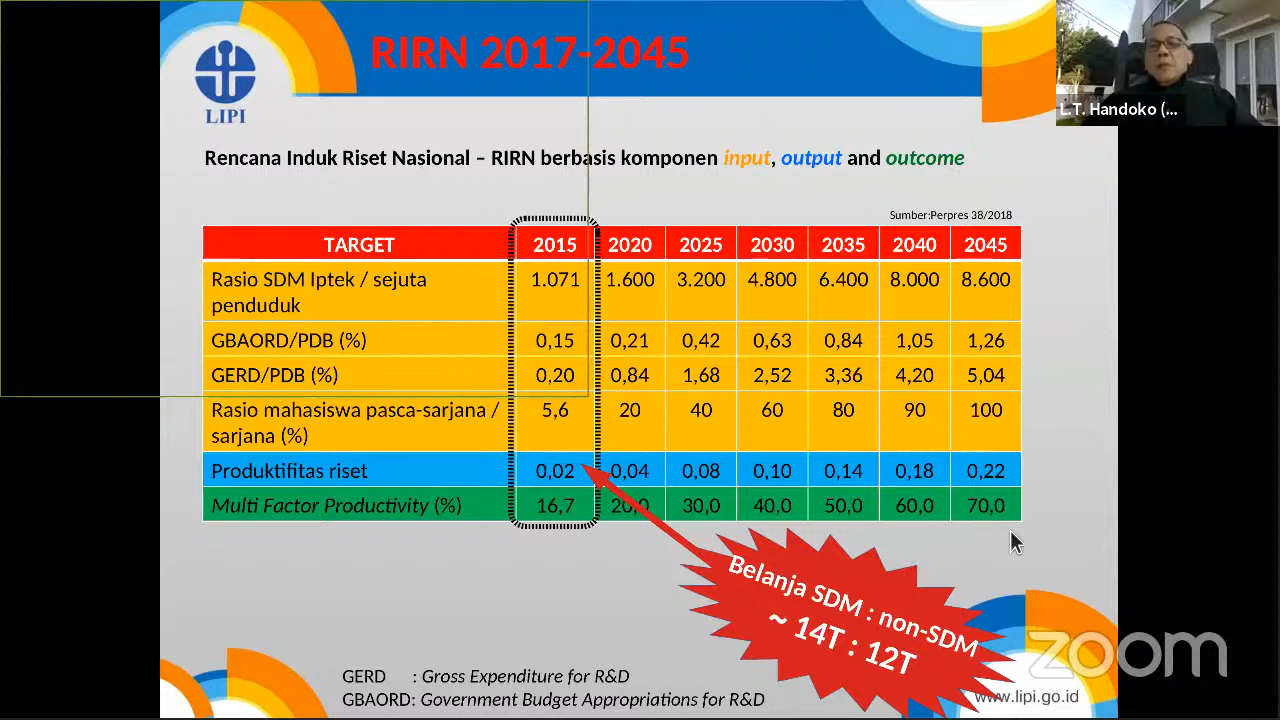 RIRN 2017-2045
LIPI
L.T. Handoko (...
Rencana Induk Riset Nasional – RIRN berbasis komponen input, output and outcome
Sumber:Perpres 38/2018
TARGET 2015 2020 2025 2030 2035 2040 2045
Rasio SDM Iptek / sejuta penduduk 1.071 1.600 3.200 4.800 6.400 8.000 8.600
GBAORD/PDB (%) 0,15 0,21 0,42 0,63 0,84 1,05 1,26
GERD/PDB (%) 0,20 0,84 1,68 2,52 3,36 4,20 5,04
Rasio mahasiswa pasca-sarjana / sarjana (%) 5,6 20 40 60 80 90 100
Produktifitas riset 0,02 0,04 0,08 0,10 0,14 0,18 0,22
Multi Factor Productivity (%) 16,7 20,0 30,0 40,0 50,0 60,0 70,0
Belanja SDM : non-SDM
~ 14T : 12T
GERD : Gross Expenditure for R&D
GBAORD: Government Budget Appropriations for R&D
zoom
www.lipi.go.id